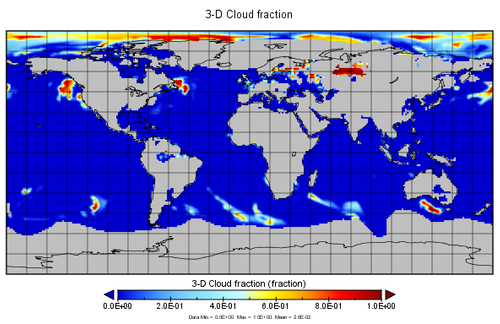 3-D Cloud fraction
3-D Cloud fraction (fraction)
0.0E+00 2.0E-01 4.0E-01 6.0E-01 8.0E-01 1.0E+00
Data Min = 0.0E+00, Max = 1.0E+00, Mean = 2.6E-02